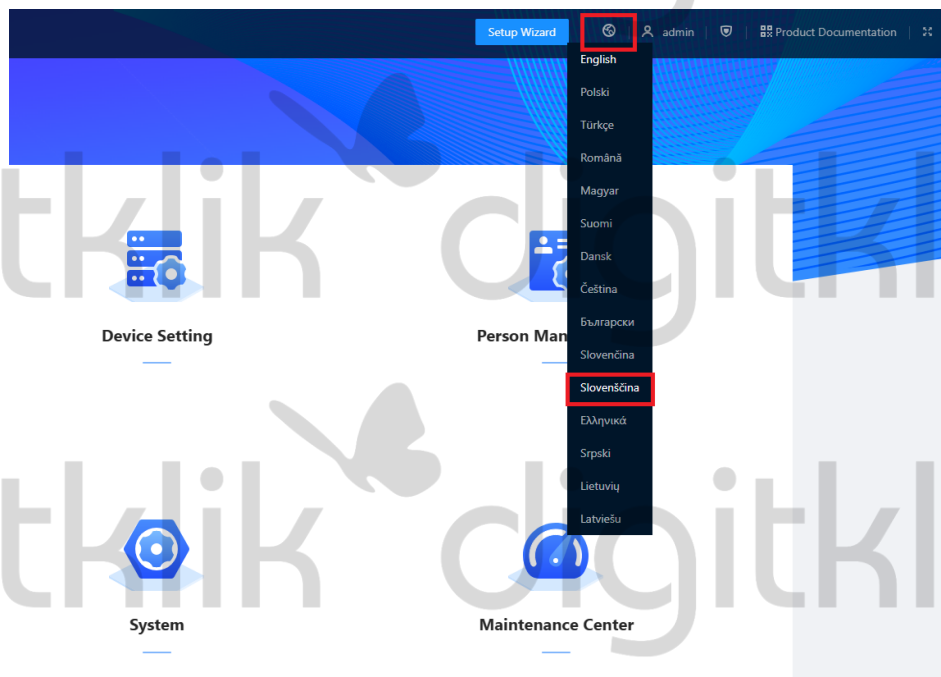 Setup Wizard admin Product Documentation
English
Polski
Türkçe
Română
Magyar
Suomi
Dansk
Čeština
Български
Slovenčina
Slovenščina
Ελληνικά
Srpski
Lietuvių
Latviešu
Device Setting
Person Man
System
Maintenance Center
tklik digitkl
tklik digitkl